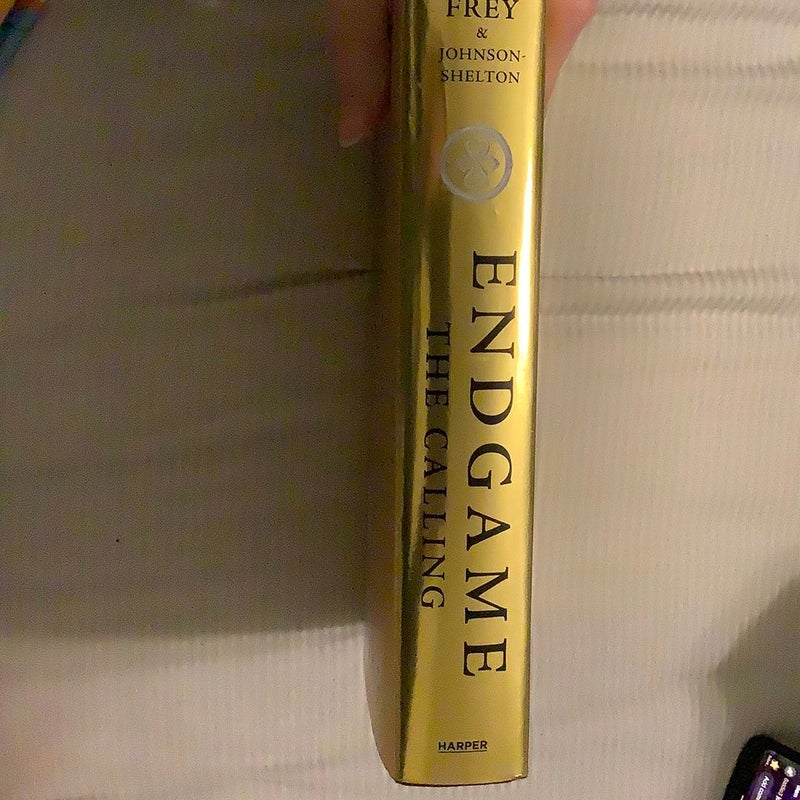 FREY
&
JOHNSON-
SHELTON
ENDGAME
THE CALLING
HARPER